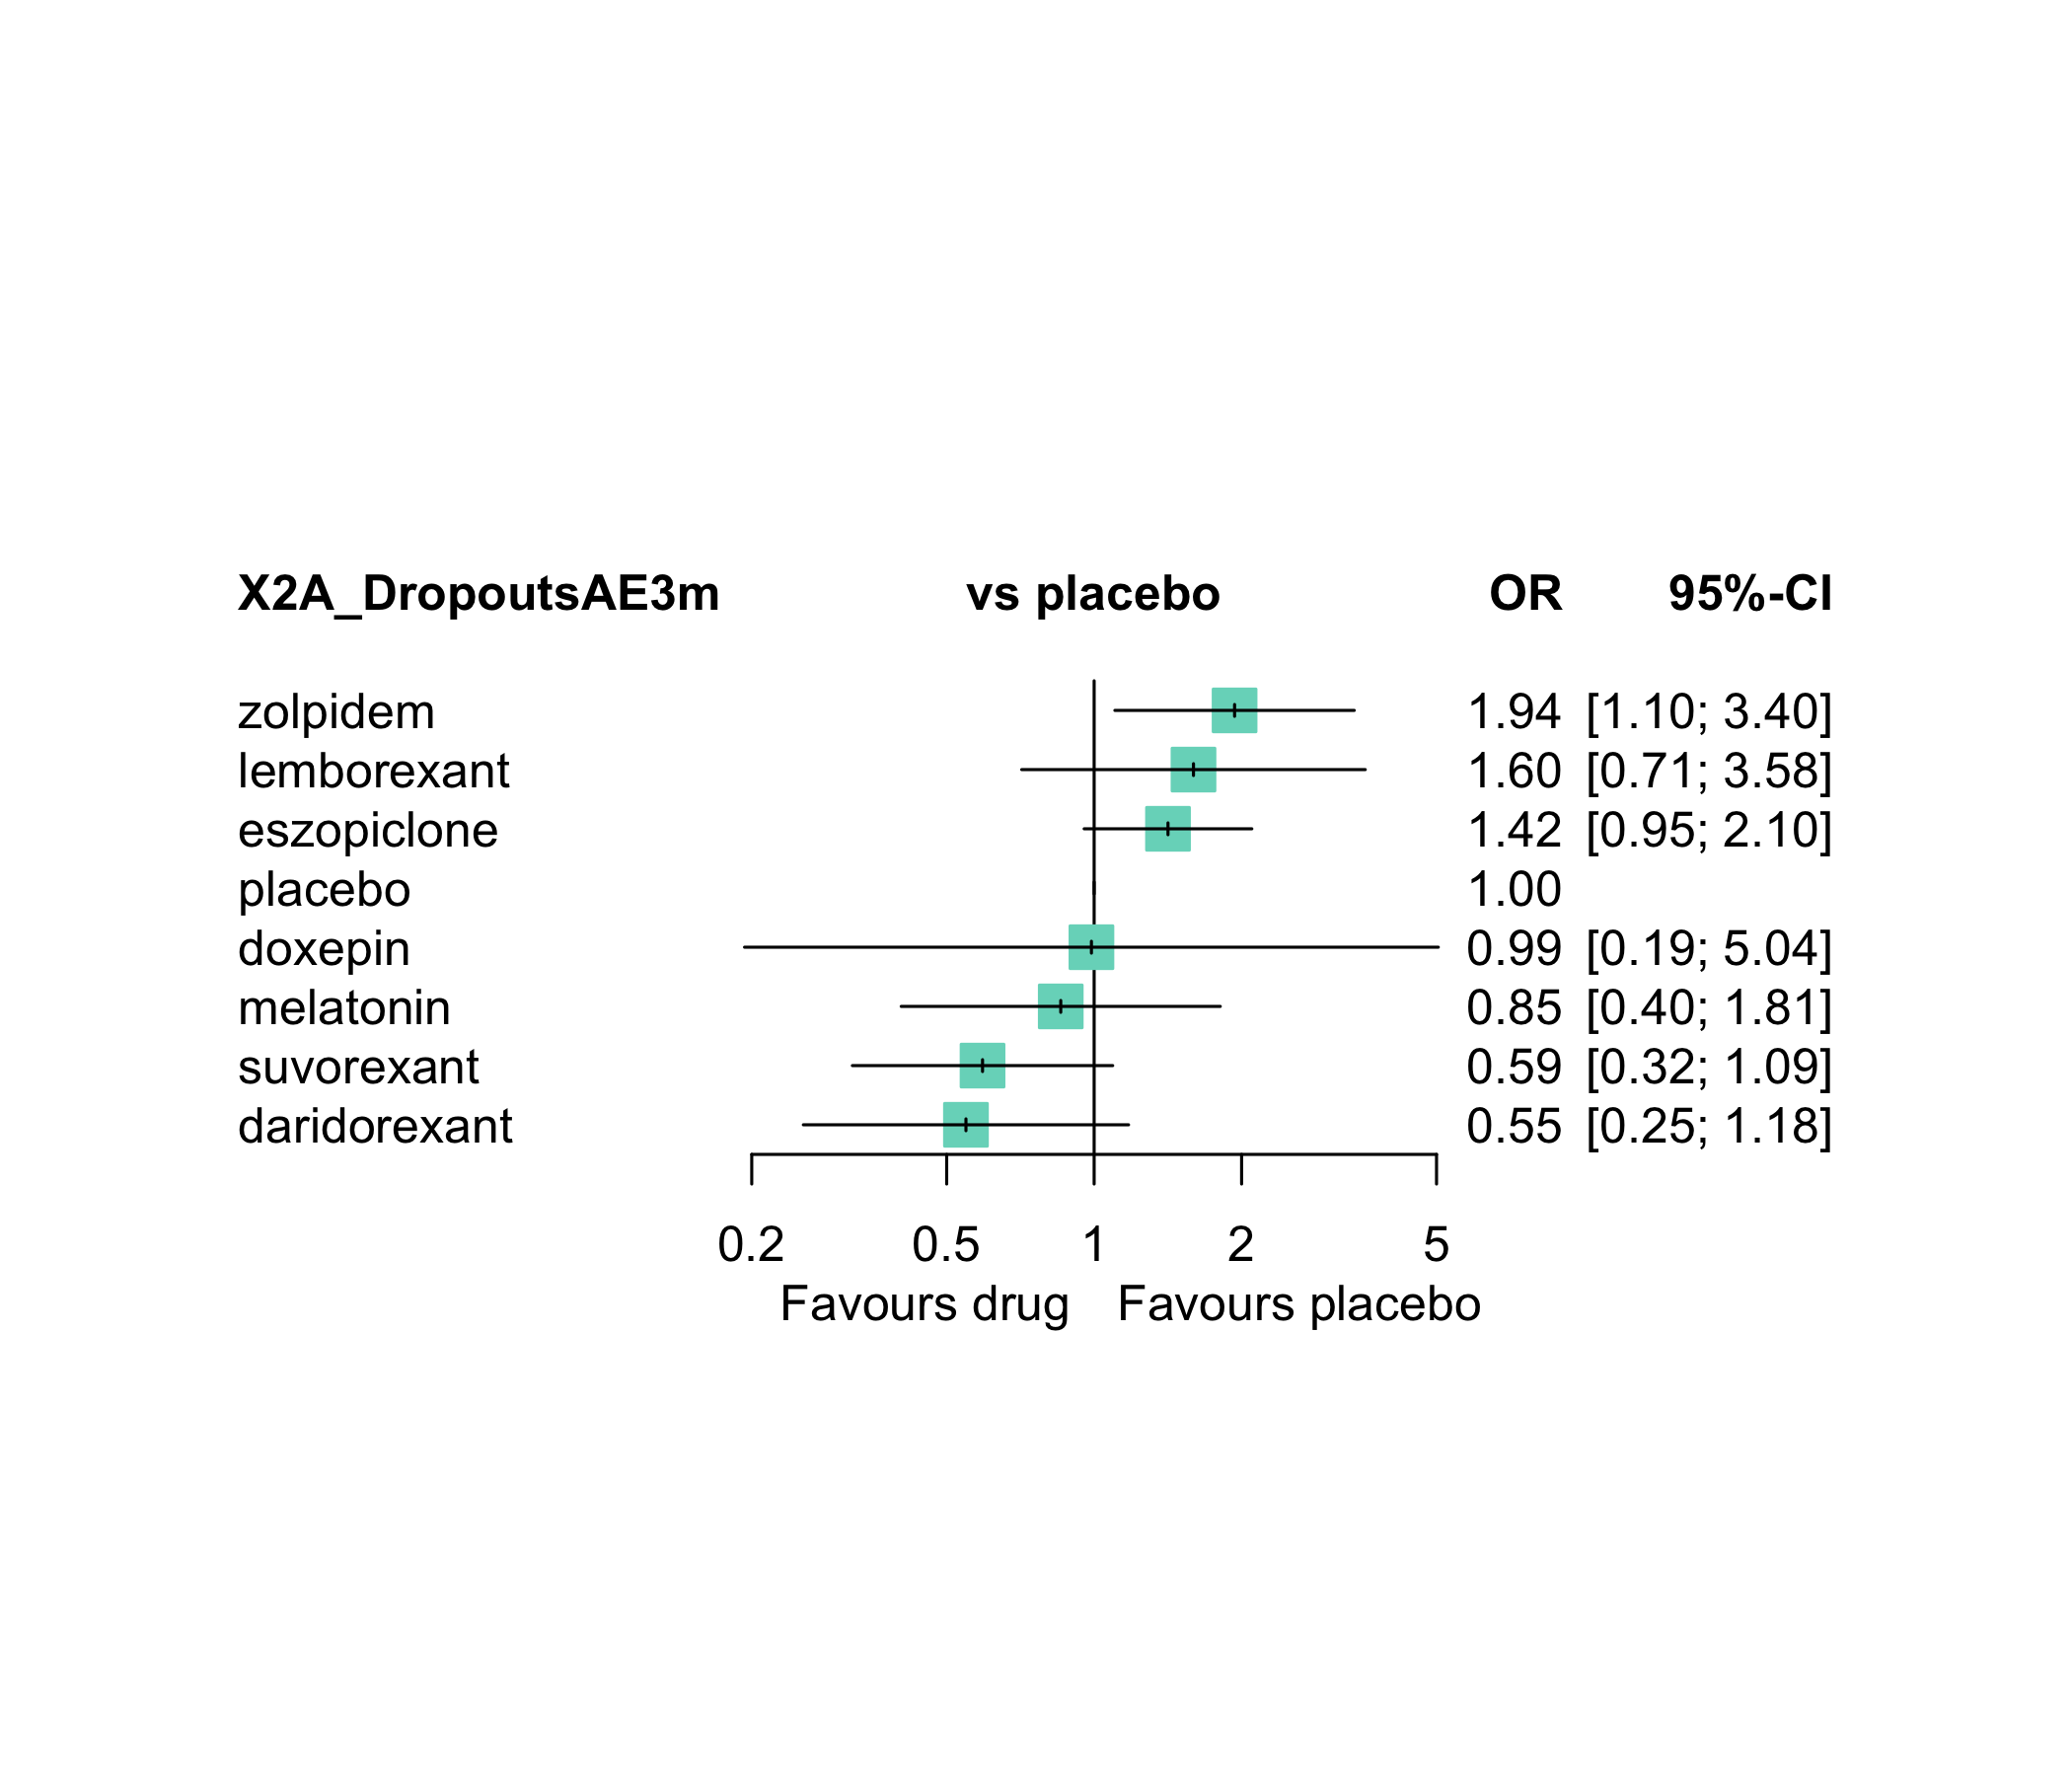 X2A_DropoutsAE3m vs placebo OR 95%-CI
zolpidem 1.94 [1.10; 3.40]
lemborexant 1.60 [0.71; 3.58]
eszopiclone 1.42 [0.95; 2.10]
placebo 1.00
doxepin 0.99 [0.19; 5.04]
melatonin 0.85 [0.40; 1.81]
suvorexant 0.59 [0.32; 1.09]
daridorexant 0.55 [0.25; 1.18]
0.2 0.5 1 2 5
Favours drug Favours placebo